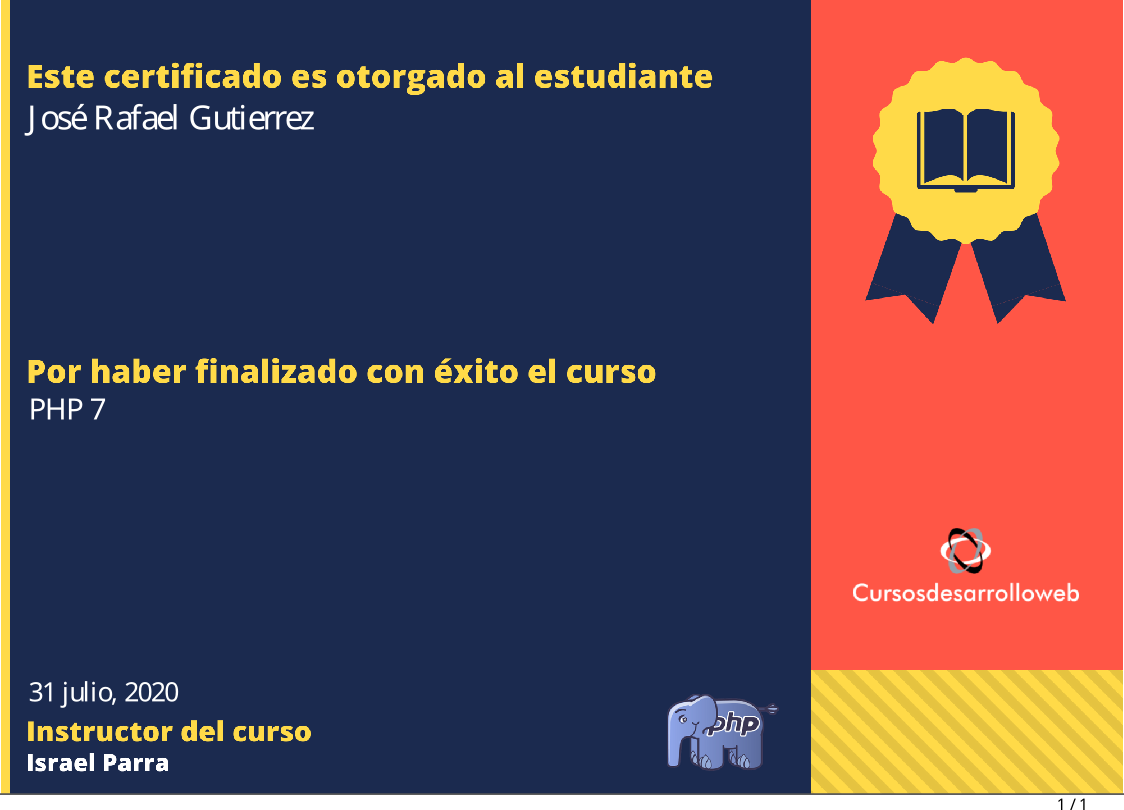 Este certificado es otorgado al estudiante
José Rafael Gutierrez
Por haber finalizado con éxito el curso
PHP 7
Cursosdesarrolloweb
31 julio, 2020
Instructor del curso
Israel Parra
php
1 / 1